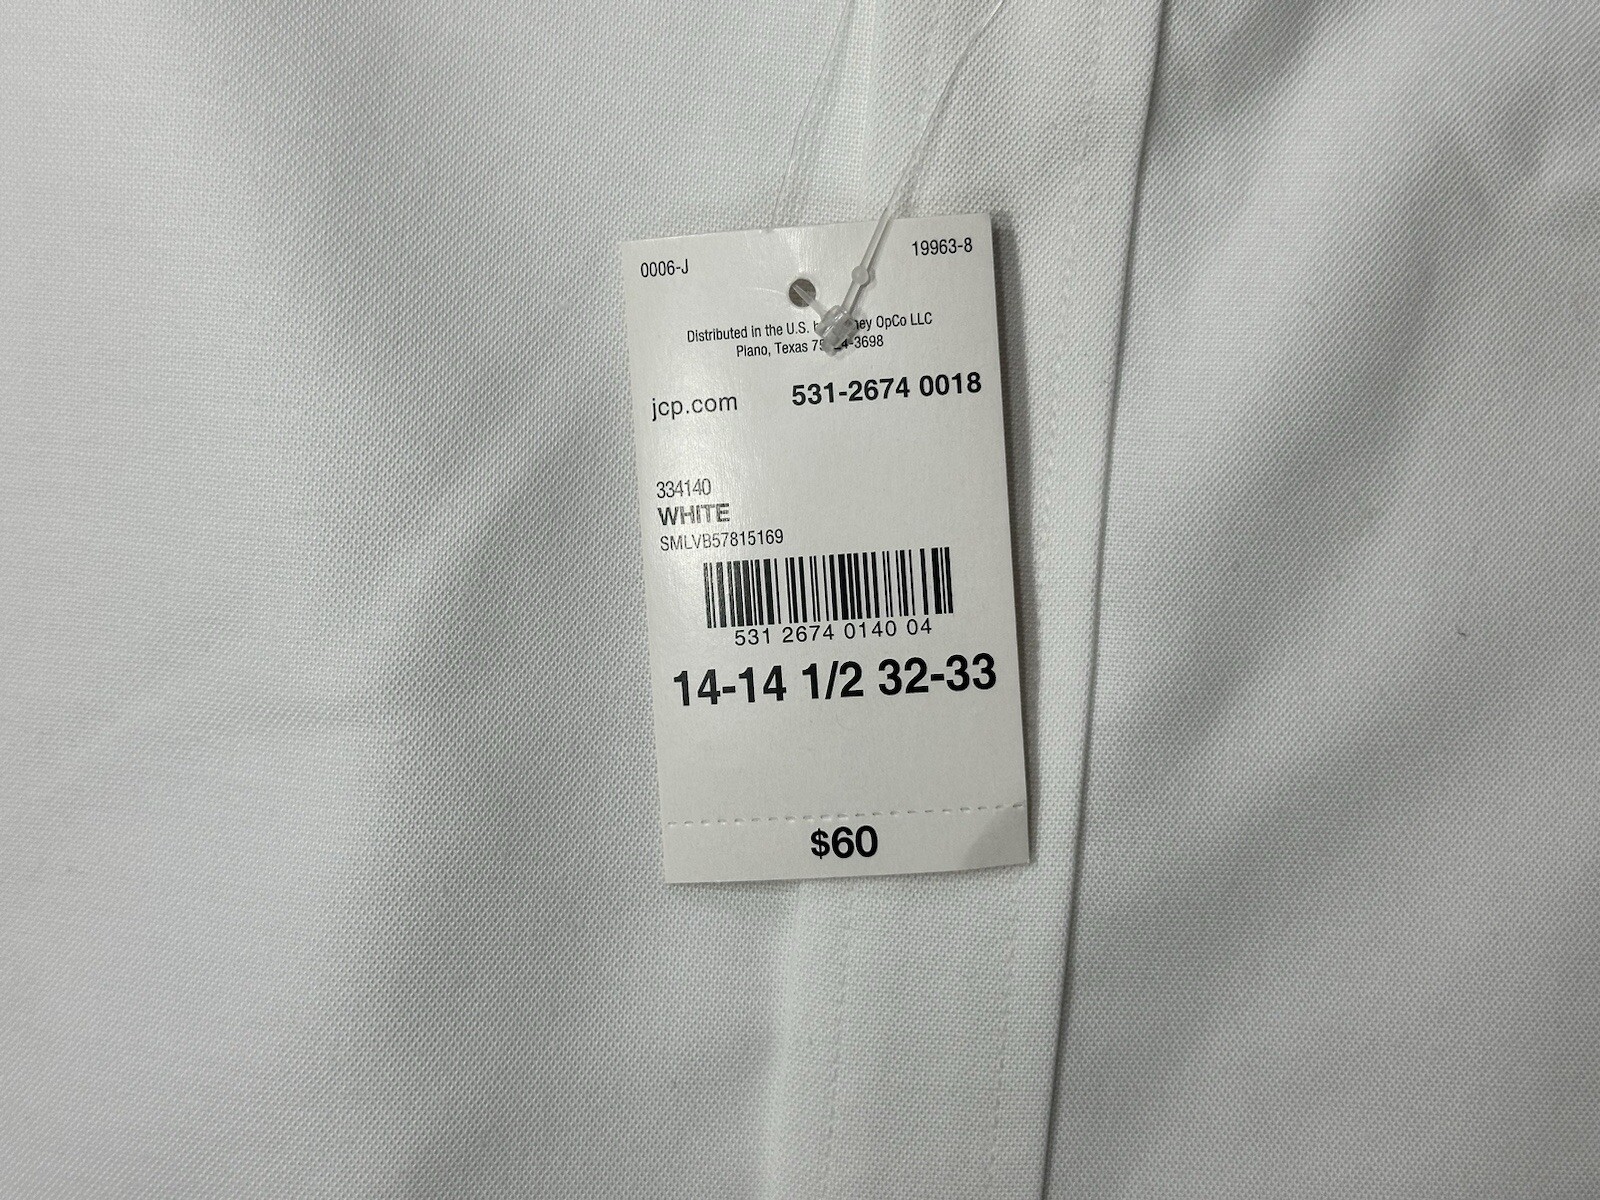 0006-J 19963-8
Distributed in the U.S. OpCo LLC
Plano, Texas
jcp.com 531-2674 0018
334140
WHITE
SMLVB57815169
531 2674 0140 04
14-14 1/2 32-33
$60